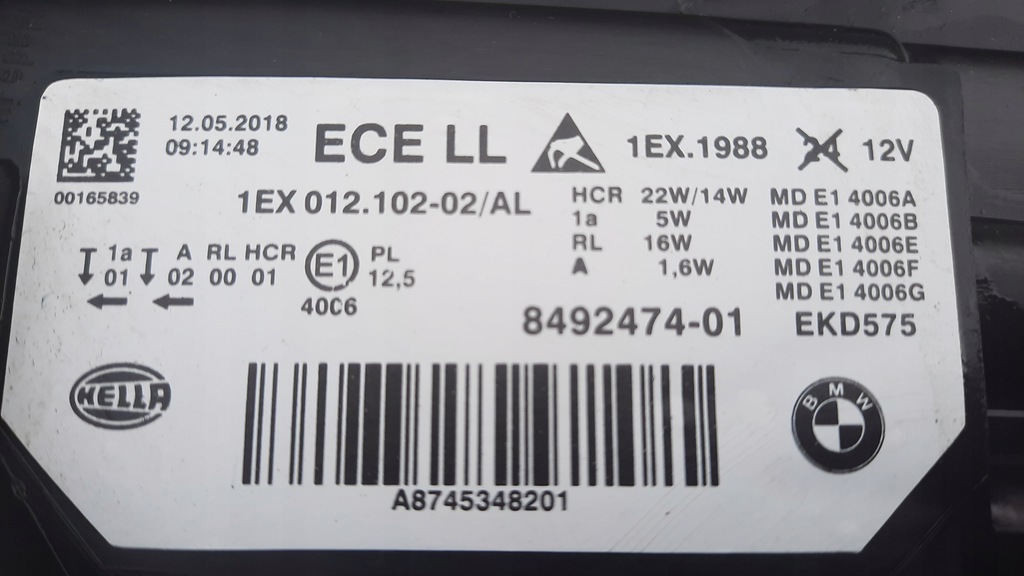 12.05.2018
09:14:48
00165839
ECE LL
1EX.1988
24 12V
1EX 012.102-02/AL
HCR 22W/14W
1a 5W
RL 16W
A 1,6W
MD E1 4006A
MD E1 4006B
MD E1 4006E
MD E1 4006F
MD E1 4006G
1a A RL HCR
01 02 00 01
E1
40C6
PL
12,5
8492474-01 EKD575
HELLA
BMW
A8745348201